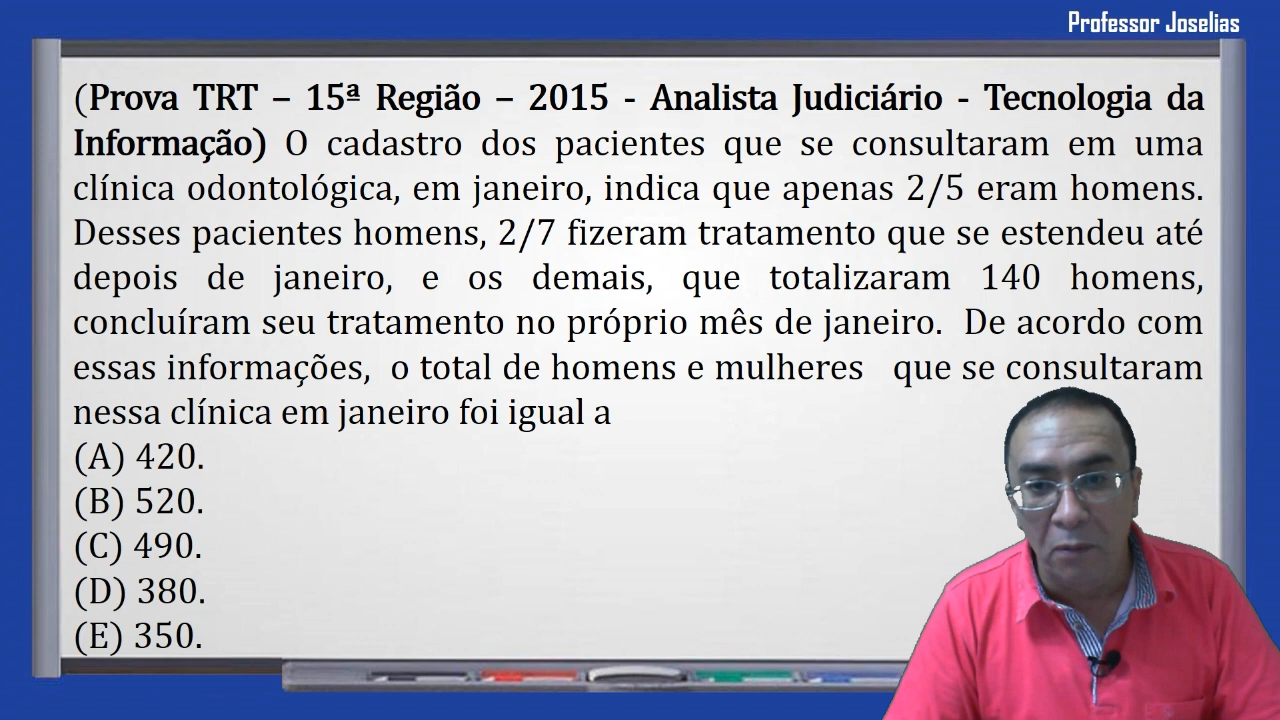 Professor Joselias
(Prova TRT – 15ª Região – 2015 - Analista Judiciário - Tecnologia da
Informação) O cadastro dos pacientes que se consultaram em uma
clínica odontológica, em janeiro, indica que apenas 2/5 eram homens.
Desses pacientes homens, 2/7 fizeram tratamento que se estendeu até
depois de janeiro, e os demais, que totalizaram 140 homens,
concluíram seu tratamento no próprio mês de janeiro. De acordo com
essas informações, o total de homens e mulheres que se consultaram
nessa clínica em janeiro foi igual a
(A) 420.
(B) 520.
(C) 490.
(D) 380.
(E) 350.